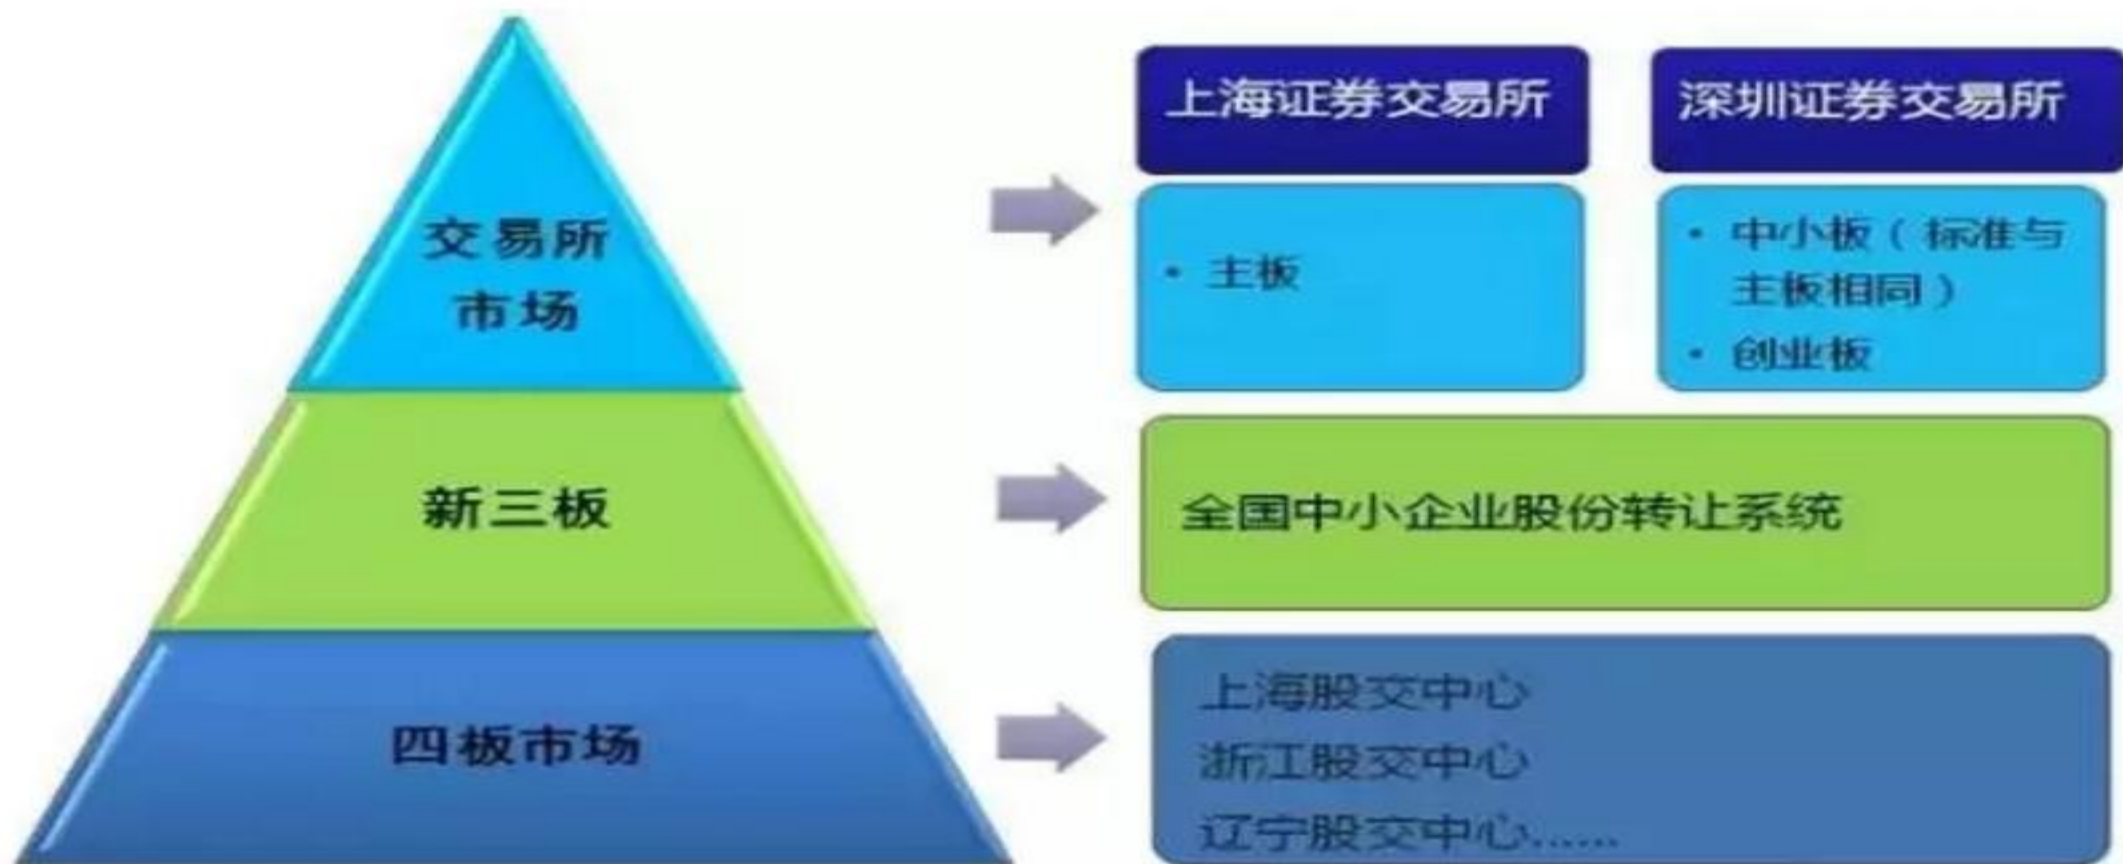 交易所
市场
新三板
四板市场
上海证券交易所
• 主板
深圳证券交易所
• 中小板（标准与
主板相同）
• 创业板
全国中小企业股份转让系统
上海股交中心
浙江股交中心
辽宁股交中心......